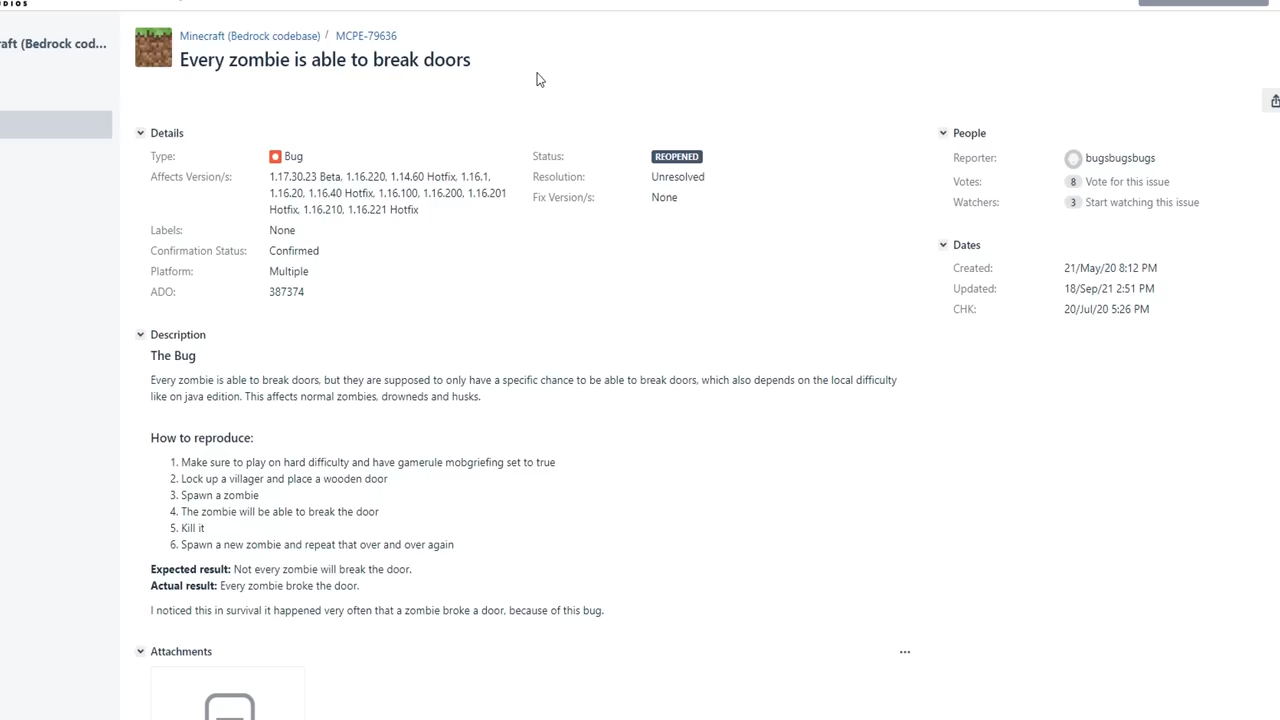 aft (Bedrock cod...
Minecraft (Bedrock codebase) / MCPE-79636
Every zombie is able to break doors
Details
Type: Bug
Affects Version/s: 1.17.30.23 Beta, 1.16.220, 1.14.60 Hotfix, 1.16.1,
1.16.20, 1.16.40 Hotfix, 1.16.100, 1.16.200, 1.16.201
Hotfix, 1.16.210, 1.16.221 Hotfix
Labels: None
Confirmation Status: Confirmed
Platform: Multiple
ADO: 387374
Status: REOPENED
Resolution: Unresolved
Fix Version/s: None
People
Reporter: bugsbugsbugs
Votes: 8 Vote for this issue
Watchers: 3 Start watching this issue
Dates
Created: 21/May/20 8:12 PM
Updated: 18/Sep/21 2:51 PM
CHK: 20/Jul/20 5:26 PM
Description
The Bug
Every zombie is able to break doors, but they are supposed to only have a specific chance to be able to break doors, which also depends on the local difficulty
like on java edition. This affects normal zombies, drowneds and husks.
How to reproduce:
1. Make sure to play on hard difficulty and have gamerule mobgriefing set to true
2. Lock up a villager and place a wooden door
3. Spawn a zombie
4. The zombie will be able to break the door
5. Kill it
6. Spawn a new zombie and repeat that over and over again
Expected result: Not every zombie will break the door.
Actual result: Every zombie broke the door.
I noticed this in survival it happened very often that a zombie broke a door, because of this bug.
Attachments